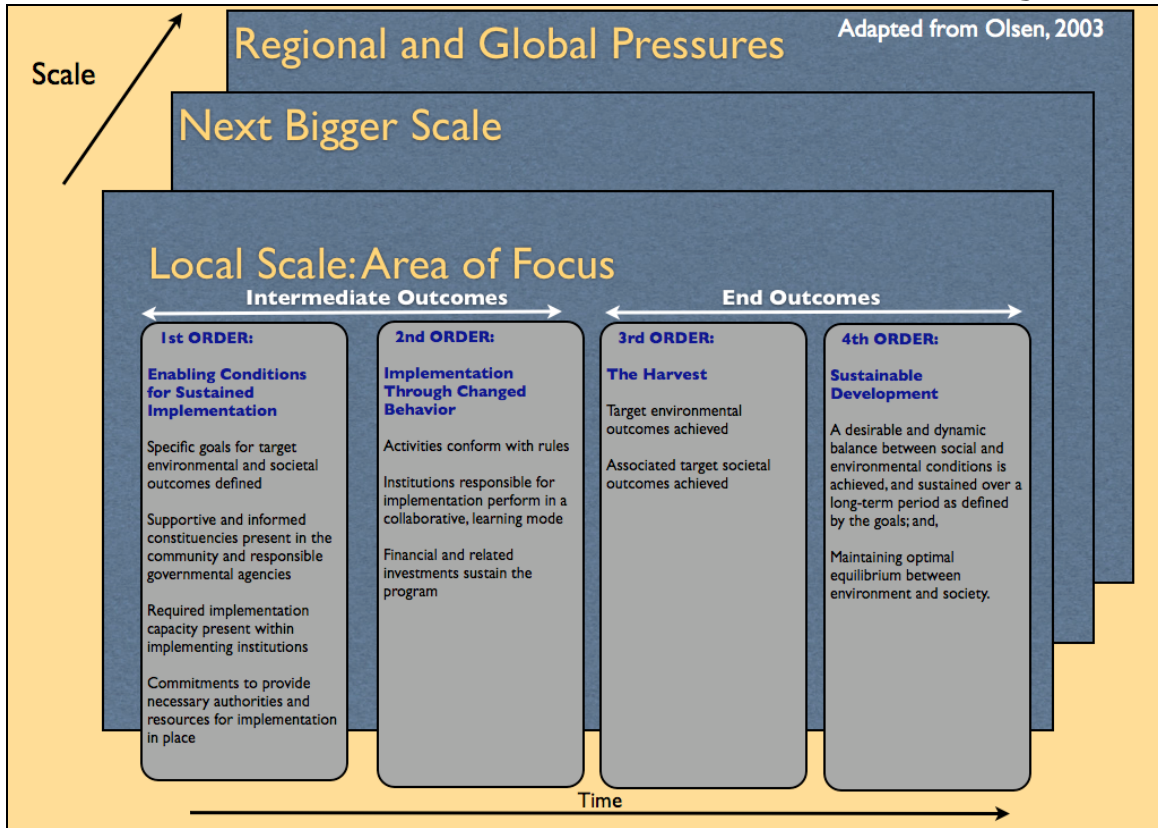 Adapted from Olsen, 2003
Regional and Global Pressures
Scale
Next Bigger Scale
Local Scale: Area of Focus
Intermediate Outcomes
End Outcomes
1st ORDER:
Enabling Conditions
for Sustained
Implementation
Specific goals for target
environmental and societal
outcomes defined
Supportive and informed
constituencies present in the
community and responsible
governmental agencies
Required implementation
capacity present within
implementing institutions
Commitments to provide
necessary authorities and
resources for implementation
in place
2nd ORDER:
Implementation
Through Changed
Behavior
Activities conform with rules
Institutions responsible for
implementation perform in a
collaborative, learning mode
Financial and related
investments sustain the
program
3rd ORDER:
The Harvest
Target environmental
outcomes achieved
Associated target societal
outcomes achieved
4th ORDER:
Sustainable
Development
A desirable and dynamic
balance between social and
environmental conditions is
achieved, and sustained over a
long-term period as defined
by the goals; and,
Maintaining optimal
equilibrium between
environment and society.
Time